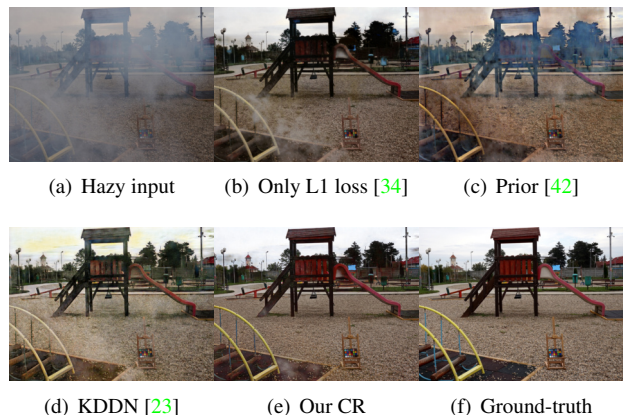 (a) Hazy input (b) Only L1 loss [34] (c) Prior [42]
(d) KDDN [23] (e) Our CR (f) Ground-truth